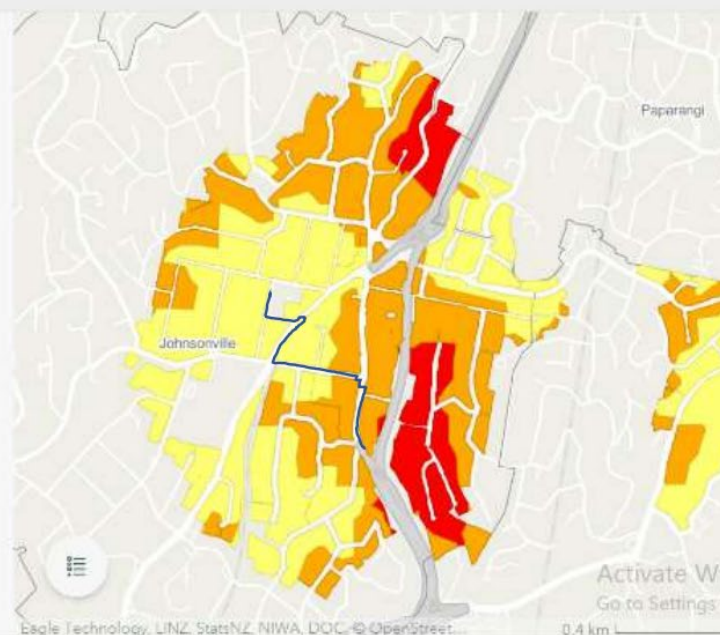 Paparangi
Johnsonville
Activate W
Go to Settings
Eagle Technology, LINZ, StatsNZ, NIWA, DOC, © OpenStreet...
0.4 km